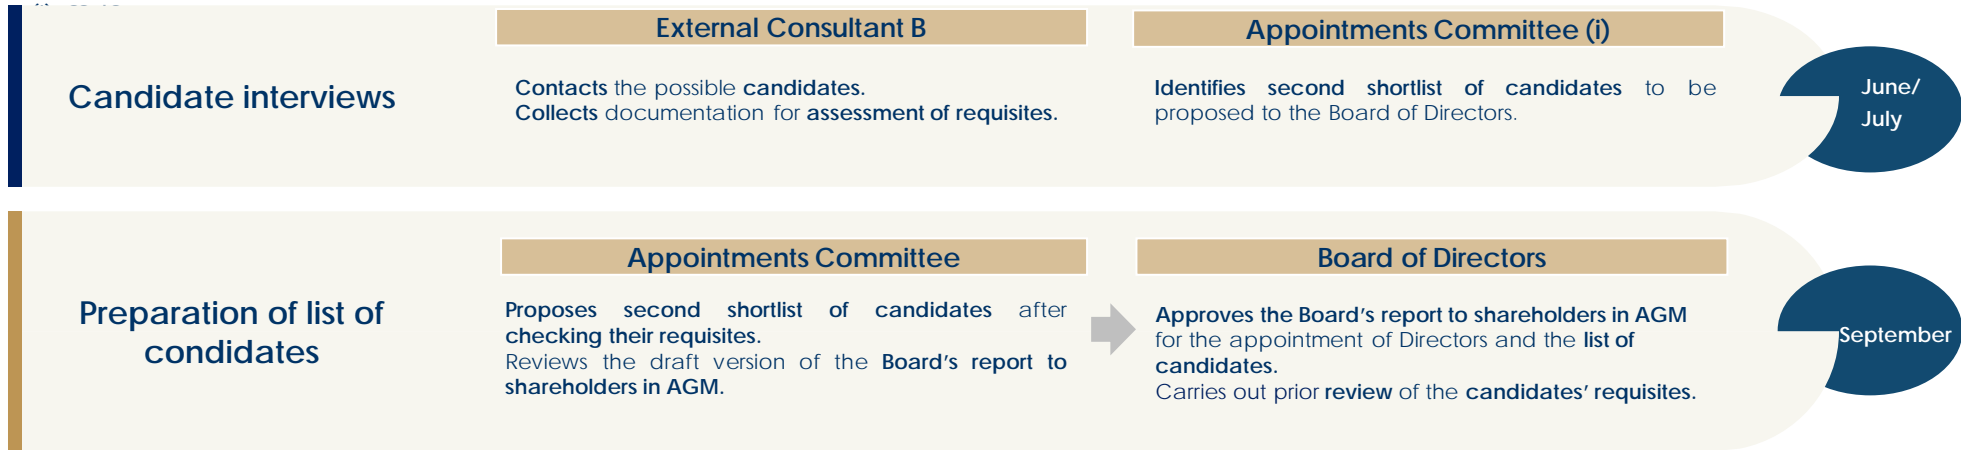 External Consultant B
Appointments Committee (i)
Candidate interviews
Contacts the possible candidates.
Collects documentation for assessment of requisites.
Identifies second shortlist of candidates to be
proposed to the Board of Directors.
June/
July
Appointments Committee
Board of Directors
Preparation of list of
condidates
Proposes second shortlist of candidates after
checking their requisites.
Reviews the draft version of the Board's report to
shareholders in AGM.
Approves the Board's report to shareholders in AGM
for the appointment of Directors and the list of
candidates.
Carries out prior review of the candidates' requisites.
September